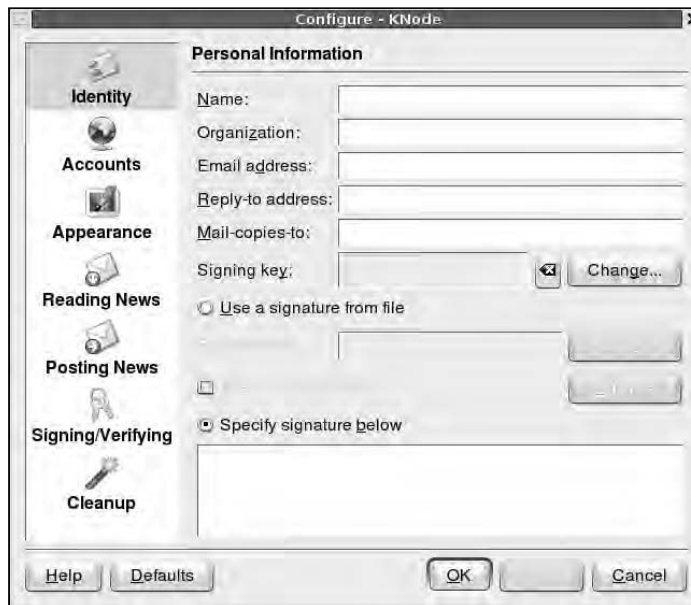 Configure - KNode
Identity
Accounts
Appearance
Reading News
Posting News
Signing/Verifying
Cleanup
Personal Information
Name:
Organization:
Email address:
Reply-to address:
Mail-copies-to:
Signing key:
Change...
Use a signature from file
Specify signature below
Help
Defaults
OK
Cancel